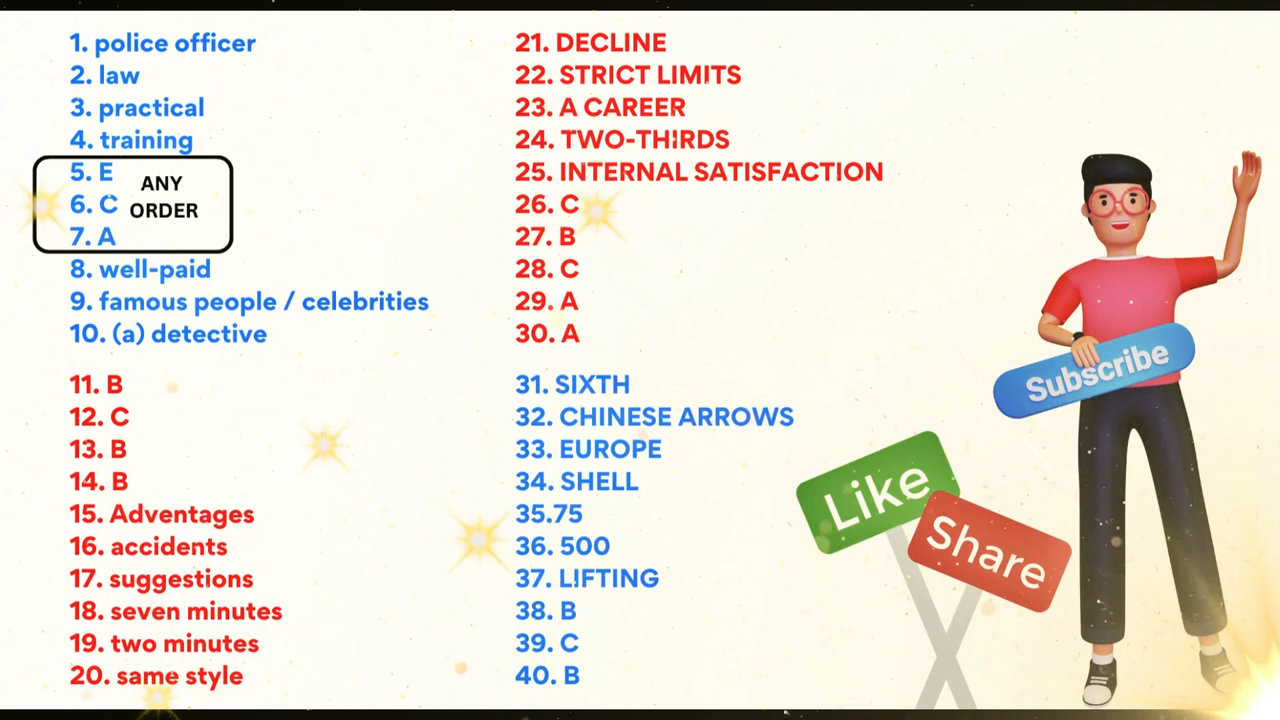 1. police officer
2. law
3. practical
4. training
5. E
6. C
7. A
ANY
ORDER
8. well-paid
9. famous people / celebrities
10. (a) detective
11. B
12. C
13. B
14. B
15. Adventages
16. accidents
17. suggestions
18. seven minutes
19. two minutes
20. same style
21. DECLINE
22. STRICT LIMITS
23. A CAREER
24. TWO-THIRDS
25. INTERNAL SATISFACTION
26. C
27. B
28. C
29. A
30. A
31. SIXTH
32. CHINESE ARROWS
33. EUROPE
34. SHELL
35.75
36. 500
37. LIFTING
38. B
39. C
40. B
Subscribe
Like
Share